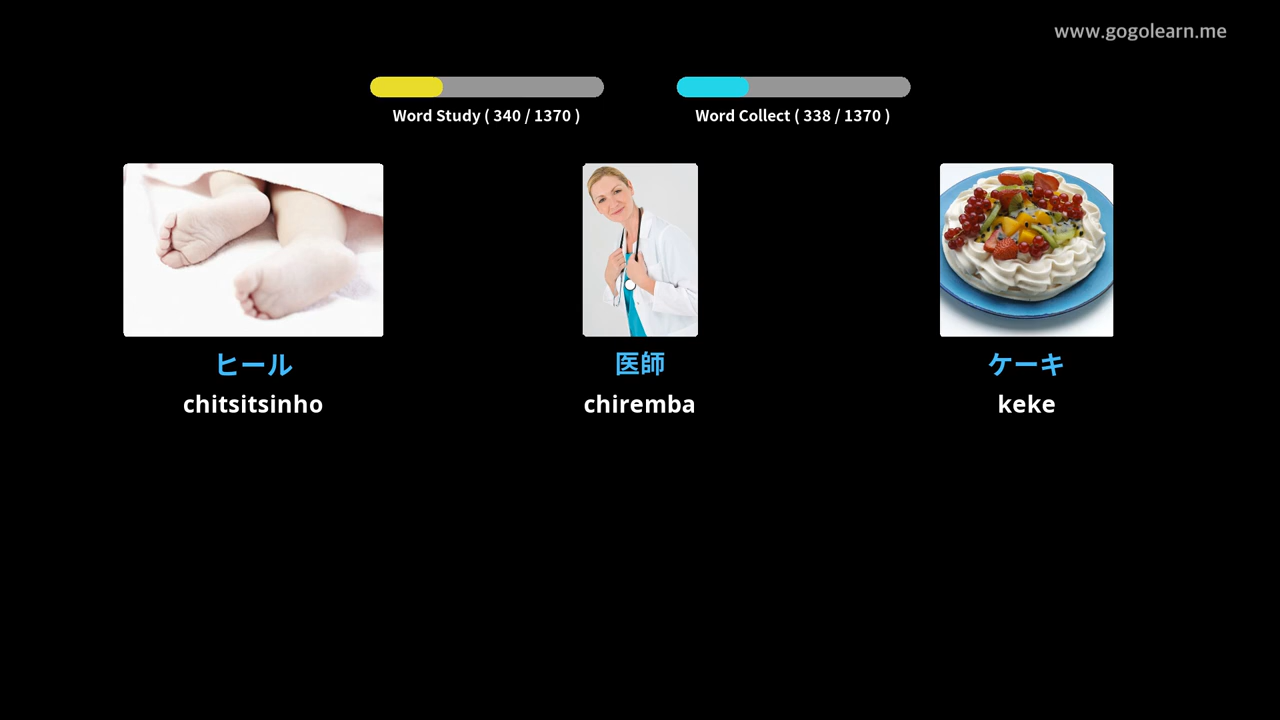 www.gogolearn.me
Word Study ( 340 / 1370 )
Word Collect ( 338 / 1370 )
ヒール
chitsitsinho
医師
chiremba
ケーキ
keke